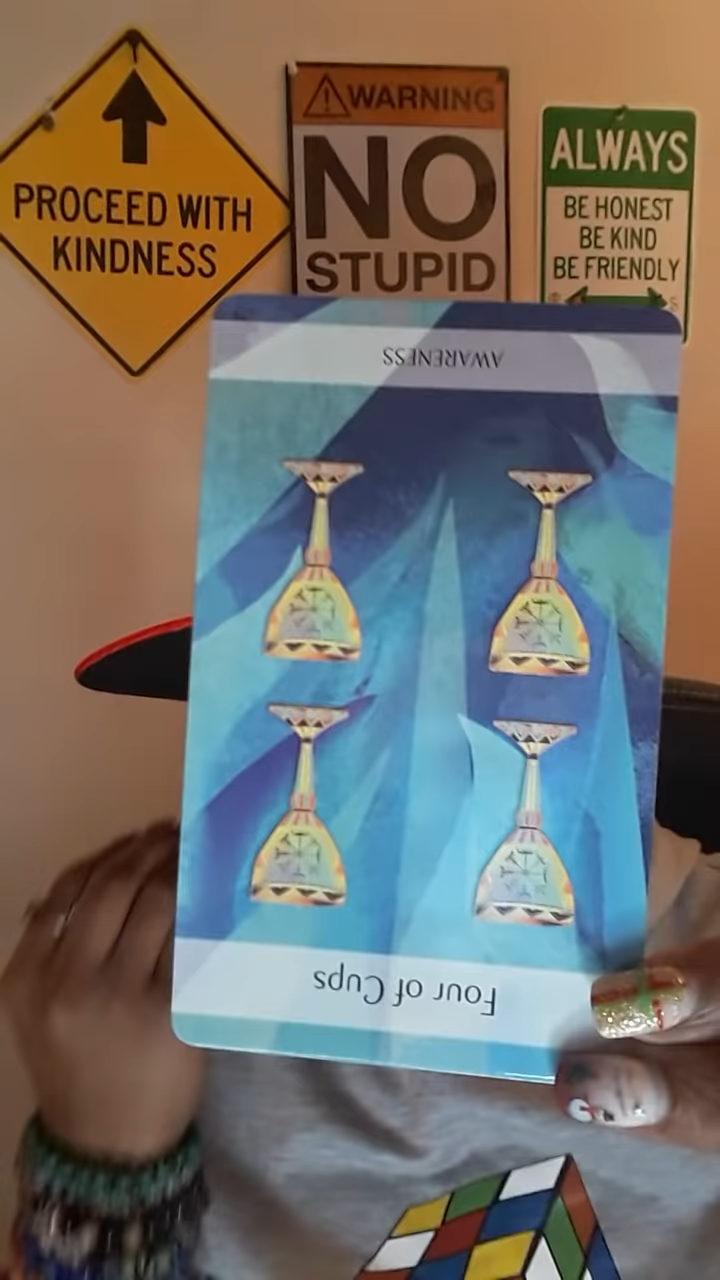 PROCEED WITH
KINDNESS
WARNING
NO
STUPID
ALWAYS
BE HONEST
BE KIND
BE FRIENDLY
AWARENESS
Four of Cups